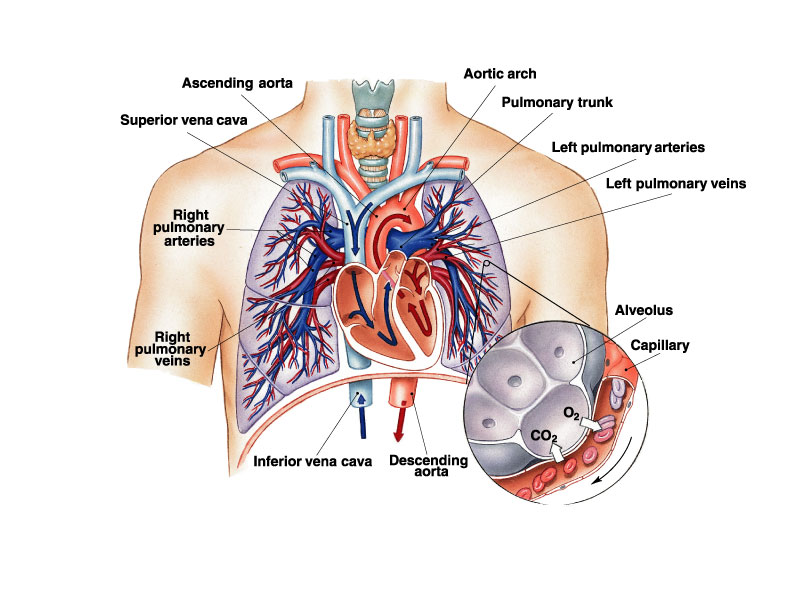 Aortic arch
Ascending aorta
Pulmonary trunk
Superior vena cava
Left pulmonary arteries
Left pulmonary veins
Right
pulmonary
arteries
Alveolus
Right
pulmonary
veins
Capillary
O2
CO2
Inferior vena cava
Descending
aorta